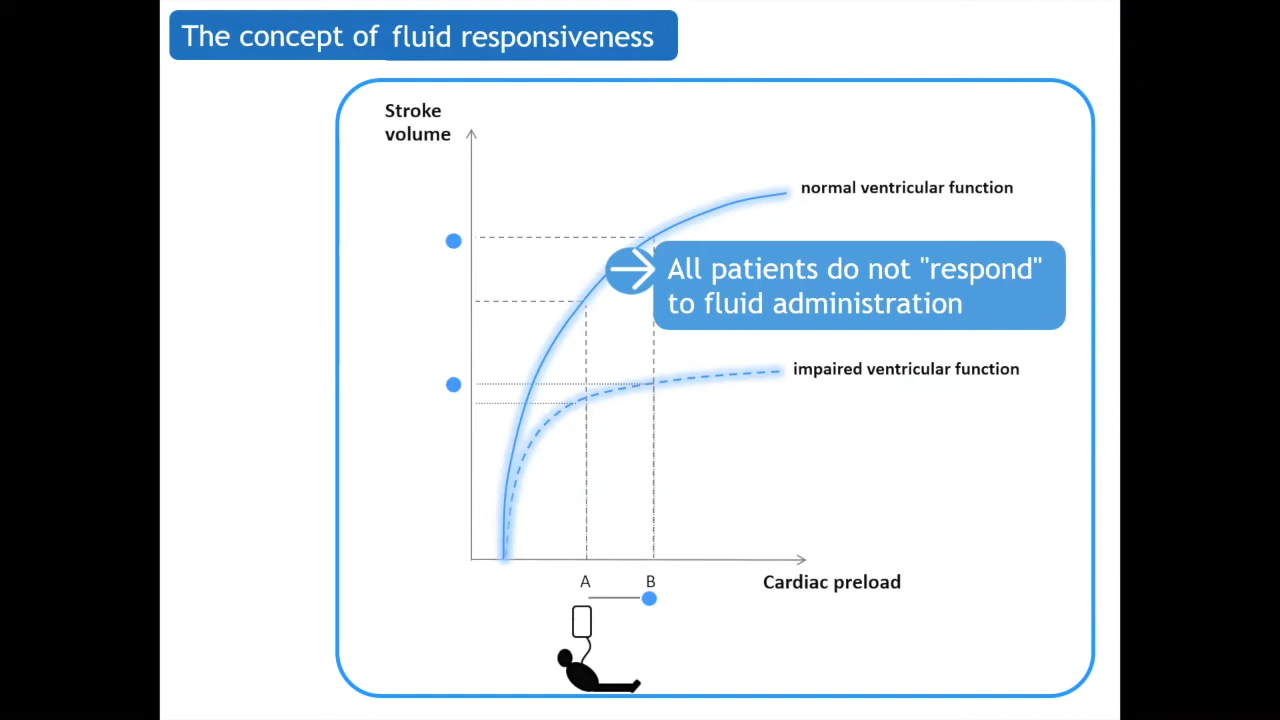 The concept of fluid responsiveness
Stroke
volume
normal ventricular function
All patients do not "respond"
to fluid administration
impaired ventricular function
A
B
Cardiac preload